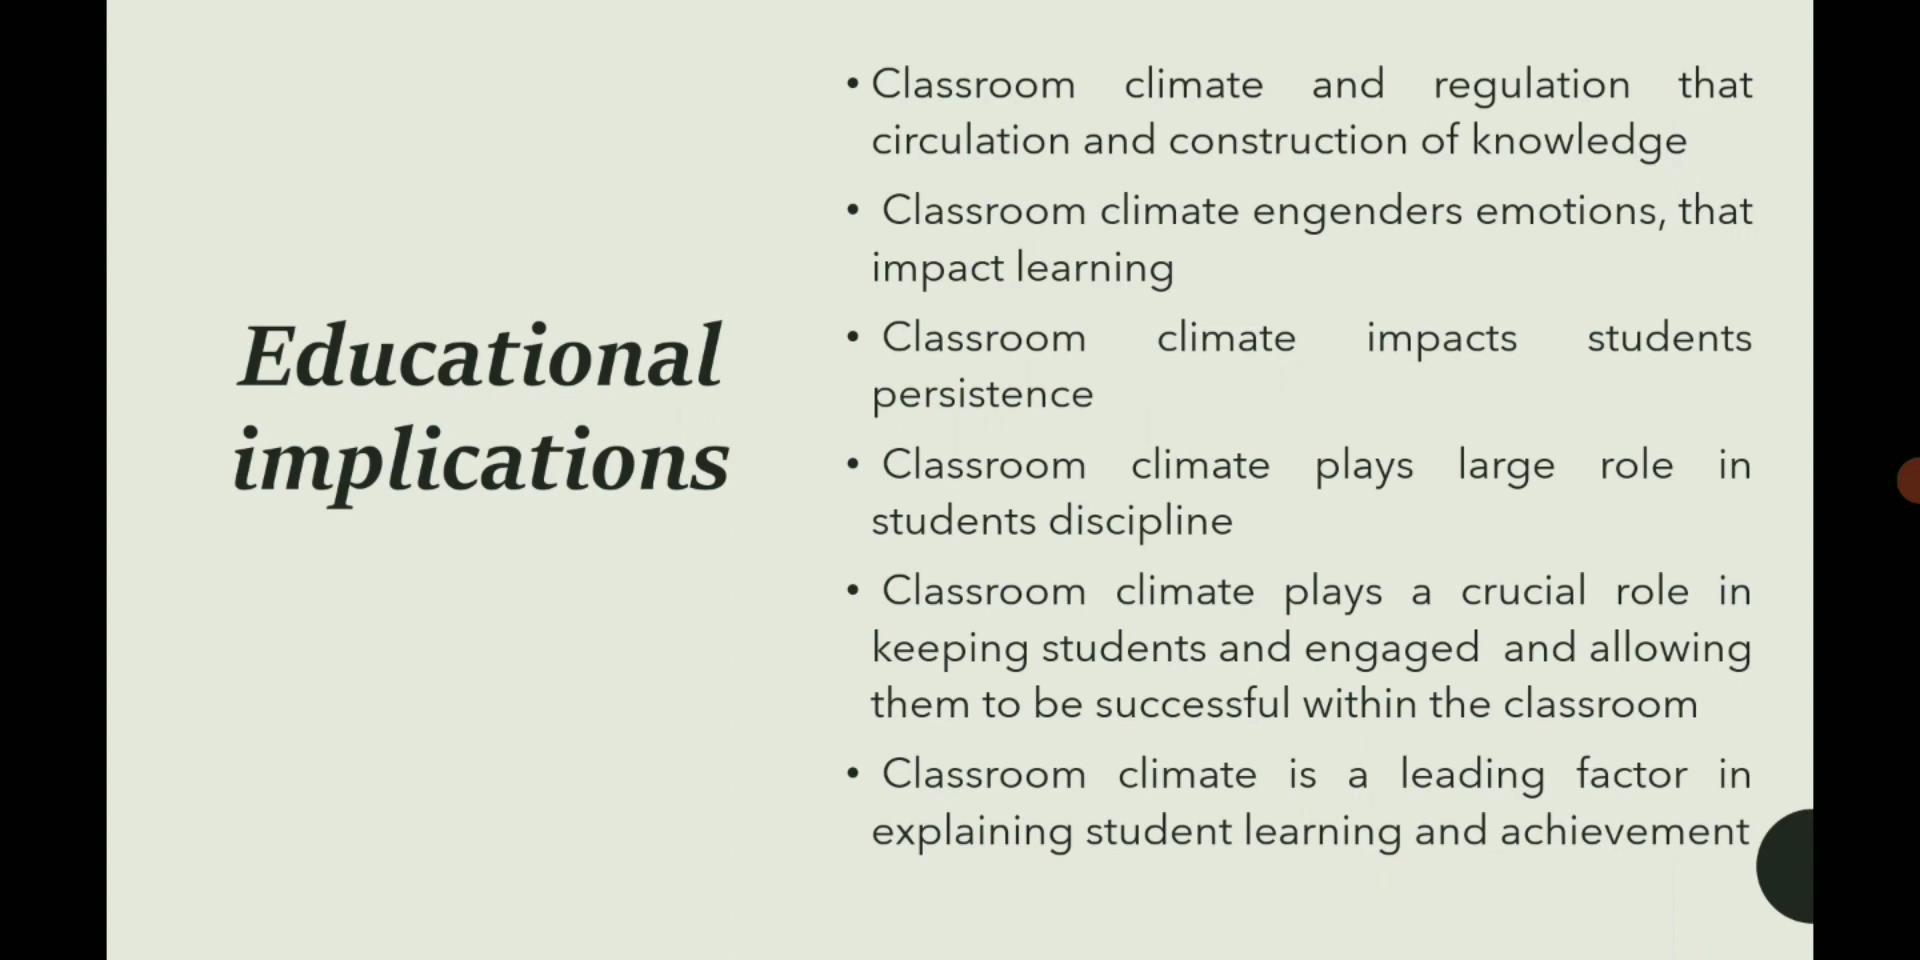 Educational
implications
• Classroom climate and regulation that
circulation and construction of knowledge
• Classroom climate engenders emotions, that
impact learning
• Classroom climate impacts students
persistence
• Classroom climate plays large role in
students discipline
• Classroom climate plays a crucial role in
keeping students and engaged and allowing
them to be successful within the classroom
• Classroom climate is a leading factor in
explaining student learning and achievement